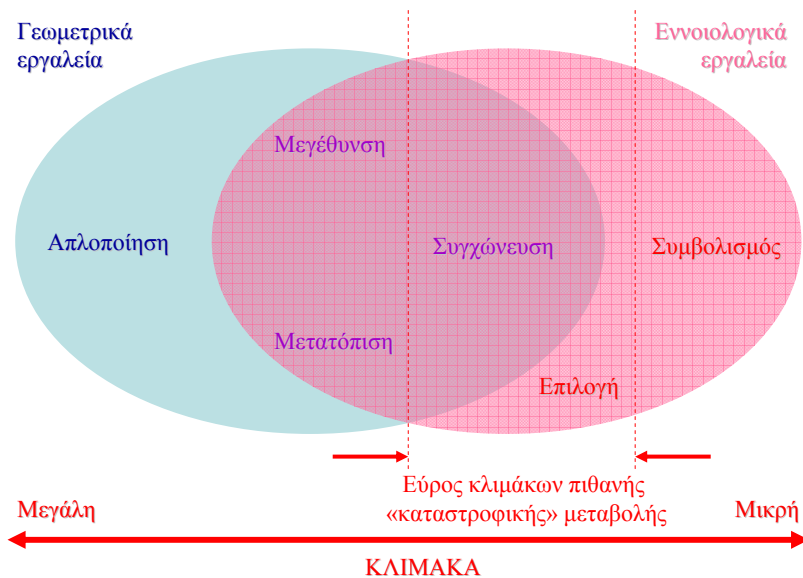 Γεωμετρικά
εργαλεία
Εννοιολογικά
εργαλεία
Μεγέθυνση
Απλοποίηση
Συγχώνευση
Συμβολισμός
Μετατόπιση
Επιλογή
Εύρος κλιμάκων πιθανής
«καταστροφικής» μεταβολής
Μεγάλη
Μικρή
ΚΛΙΜΑΚΑ